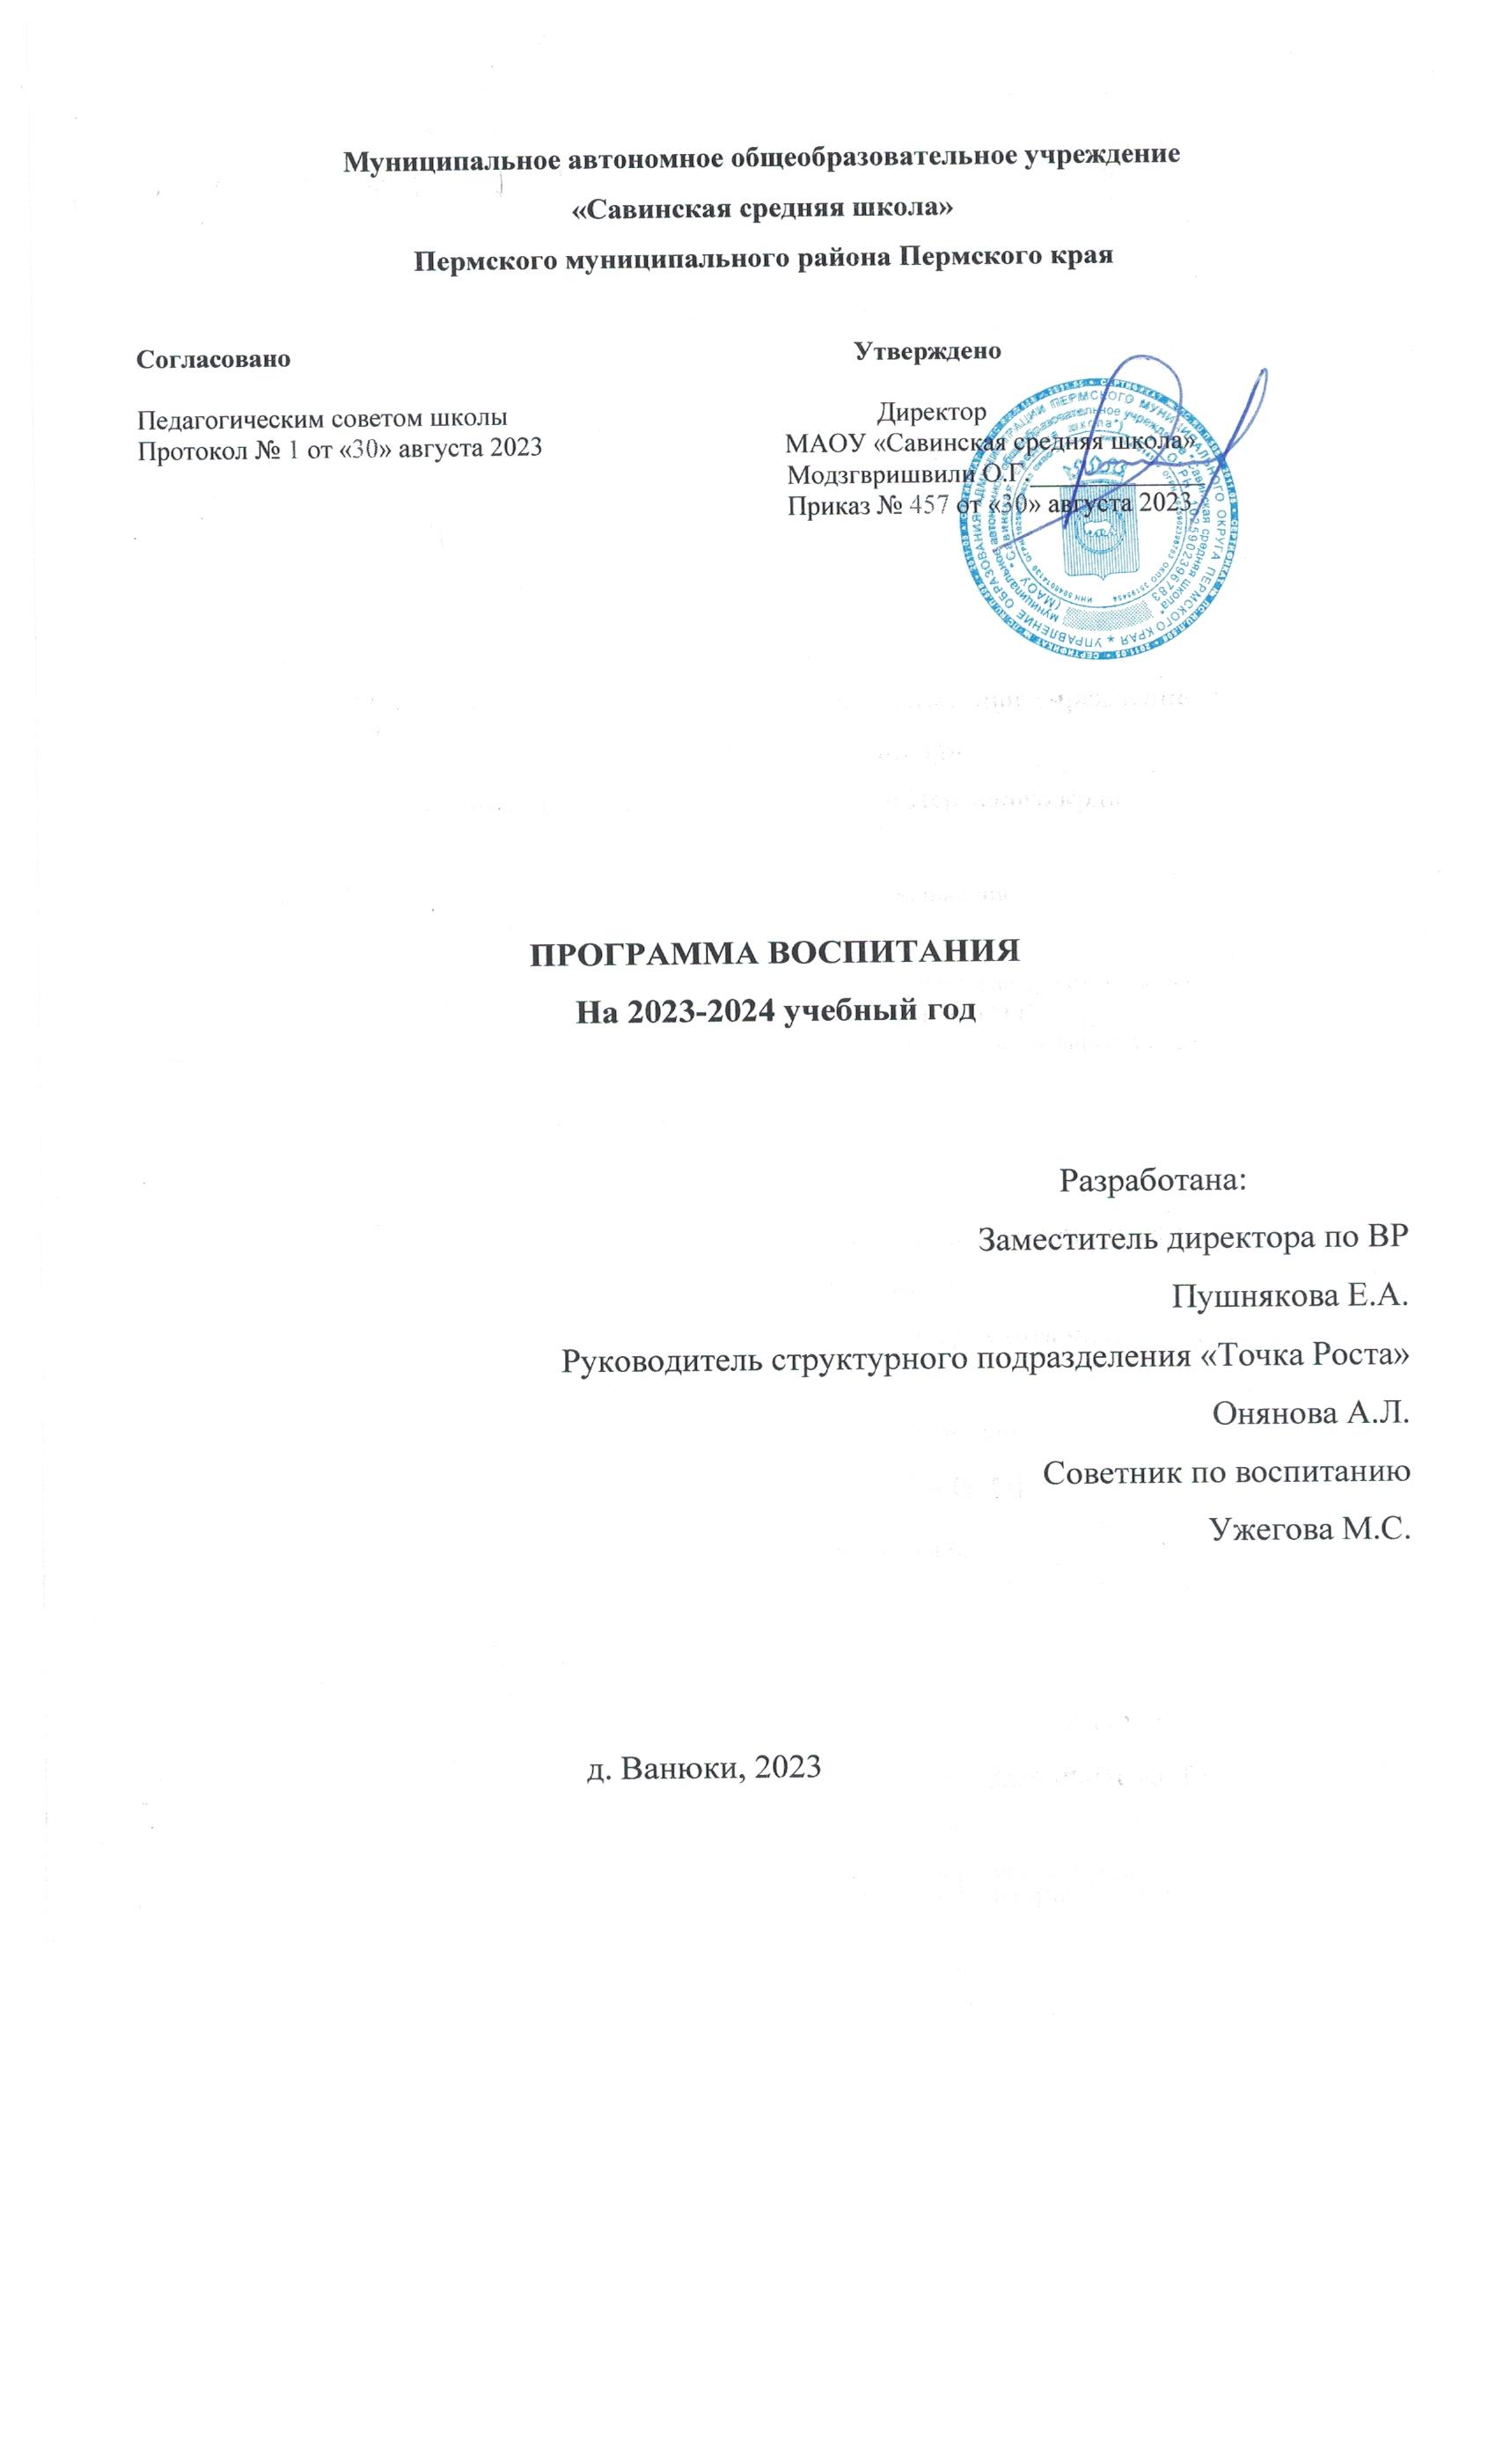 Муниципальное автономное общеобразовательное учреждение
«Савинская средняя школа»
Пермского муниципального района Пермского края
Согласовано
Педагогическим советом школы
Протокол № 1 от «30» августа 2023
Утверждено
Директор
МАОУ «Савинская средняя школа»
Модзгвришвили О.Г.
Приказ № 457 от «30» августа 2023
ПРОГРАММА ВОСПИТАНИЯ
На 2023-2024 учебный год
Разработана:
Заместитель директора по ВР
Пушнякова Е.А.
Руководитель структурного подразделения «Точка Роста»
Онянова А.Л.
Советник по воспитанию
Ужегова М.С.
д. Ванюки, 2023